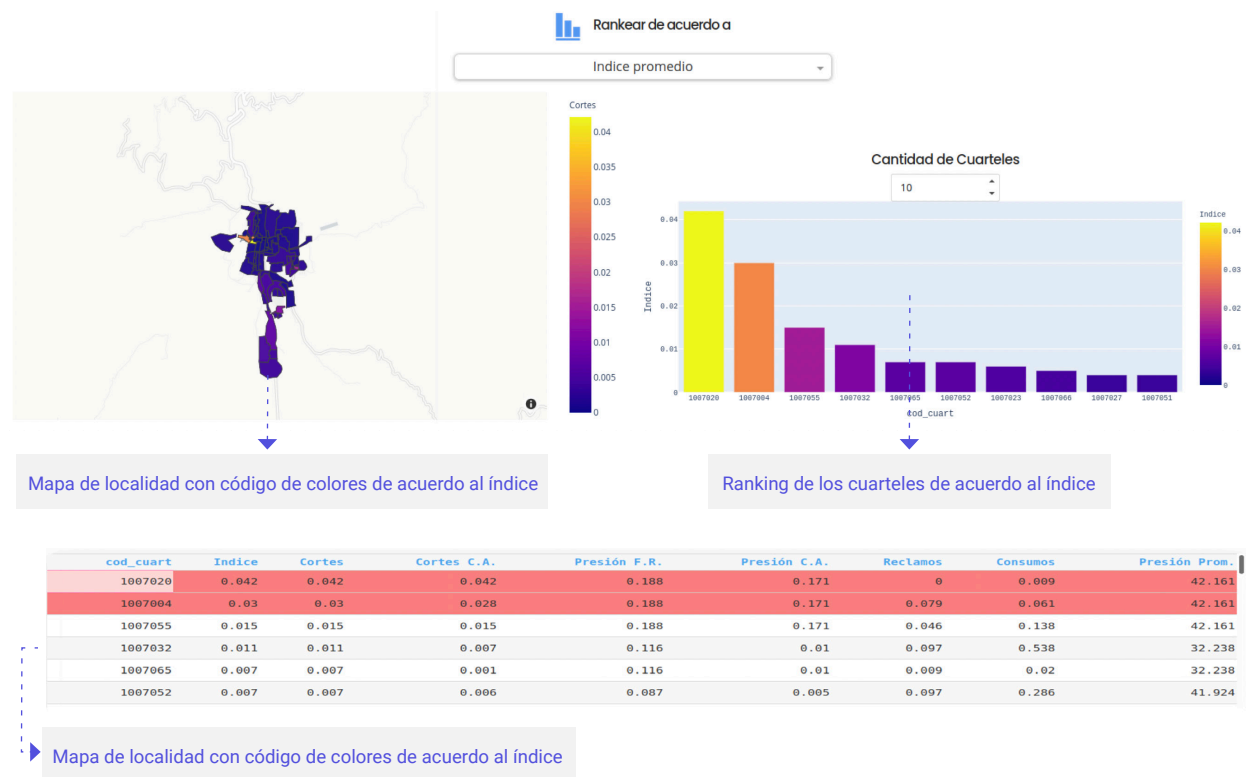 Rankear de acuerdo a
Indice promedio
Cortes
0.04
0.035
0.03
0.025
0.02
0.015
0.01
0.005
0
Cantidad de Cuarteles
10
Indice
0.04
0.03
0.02
0.01
0
1007020 1007004 1007055 1007032 1007065 1007052 1007023 1007066 1007027 1007051
cod_cuart
Indice
0.04
0.03
0.02
0.01
0
Mapa de localidad con código de colores de acuerdo al índice
Ranking de los cuarteles de acuerdo al índice
cod_cuart Indice Cortes Cortes C.A. Presión F.R. Presión C.A. Reclamos Consumos Presión Prom.
1007020 0.042 0.042 0.042 0.188 0.171 0 0.009 42.161
1007004 0.03 0.03 0.028 0.188 0.171 0.079 0.061 42.161
1007055 0.015 0.015 0.015 0.188 0.171 0.046 0.138 42.161
1007032 0.011 0.011 0.007 0.116 0.01 0.097 0.538 32.238
1007065 0.007 0.007 0.001 0.116 0.01 0.009 0.02 32.238
1007052 0.007 0.007 0.006 0.087 0.005 0.097 0.286 41.924
Mapa de localidad con código de colores de acuerdo al índice